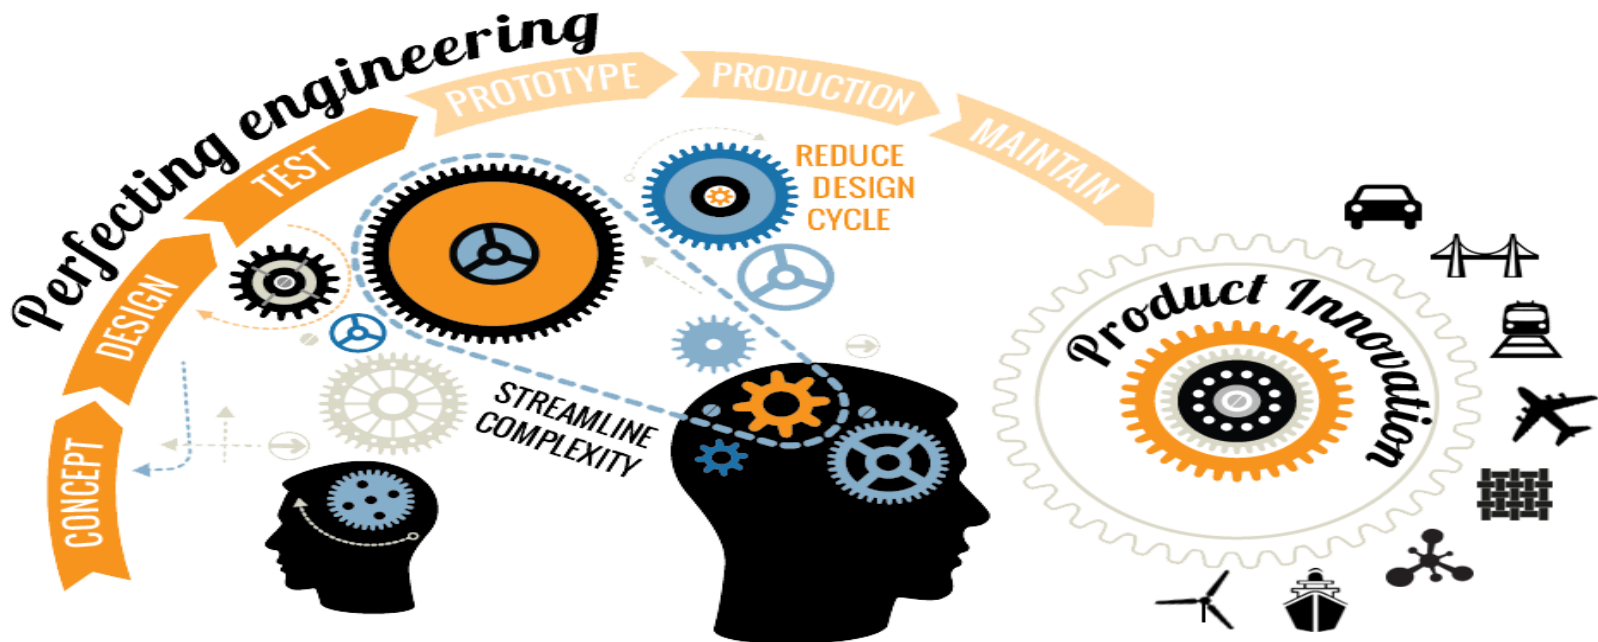 Perfecting engineering
CONCEPT
DESIGN
TEST
PROTOTYPE
PRODUCTION
MAINTAIN
REDUCE
DESIGN
CYCLE
STREAMLINE
COMPLEXITY
Product Innovation